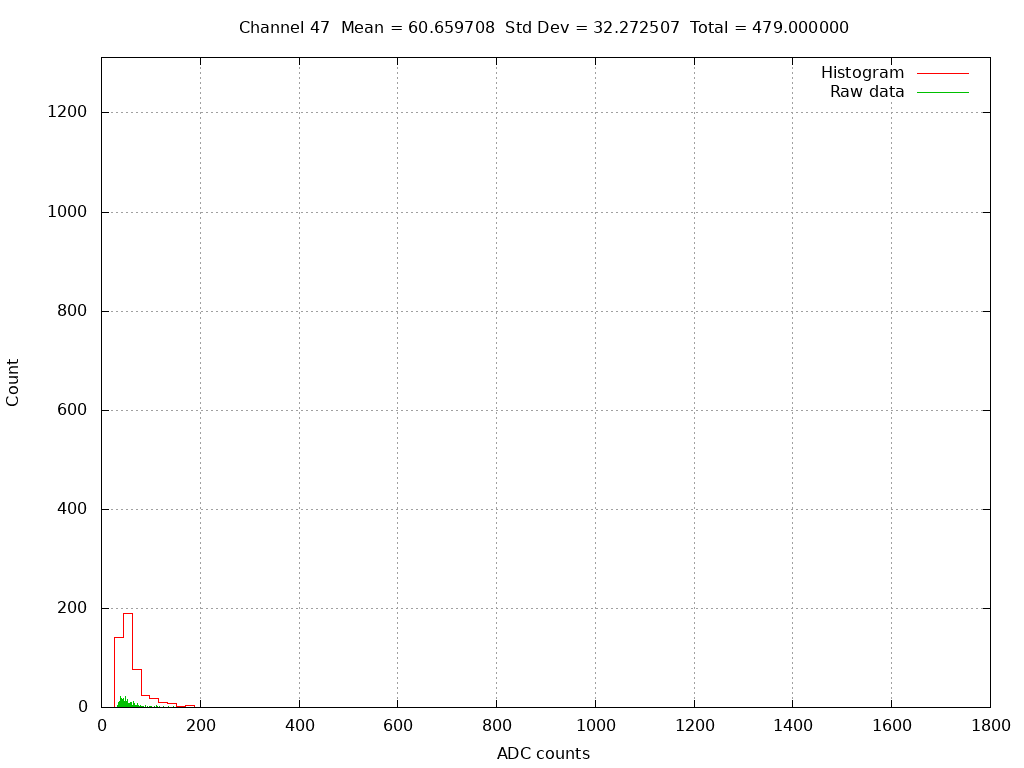 Channel 47  Mean = 60.659708  Std Dev = 32.272507  Total = 479.000000
Histogram
Raw data
1200
1000
800
600
400
200
0
Count
0 200 400 600 800 1000 1200 1400 1600 1800
ADC counts